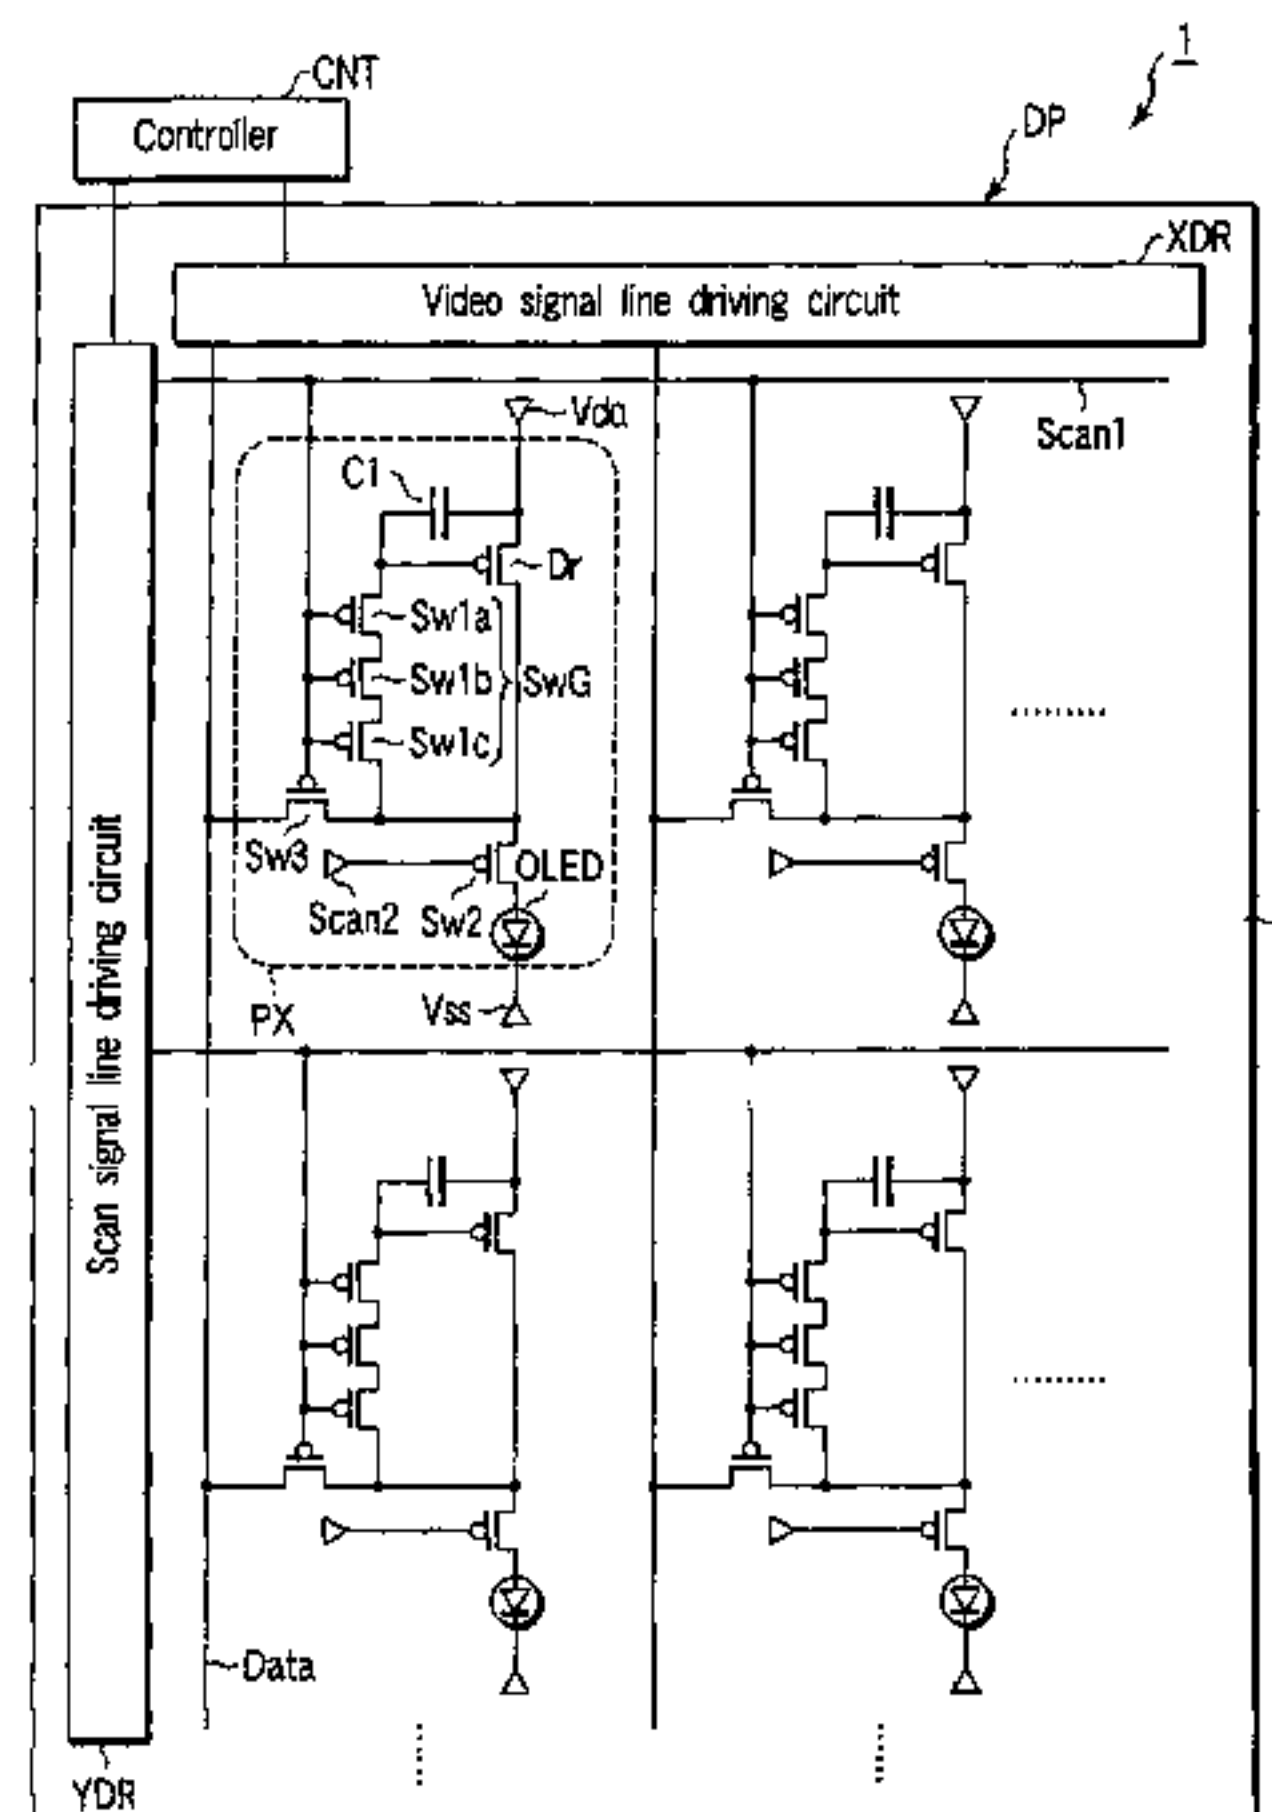 1
CNT
Controller
DP
XDR
Video signal line driving circuit
Vdd
Scan1
C1
Dr
Sw1a
Sw1b
SwG
Sw1c
Sw3
OLED
Scan2
Sw2
PX
Vss
Scan signal line driving circuit
Data
YDR